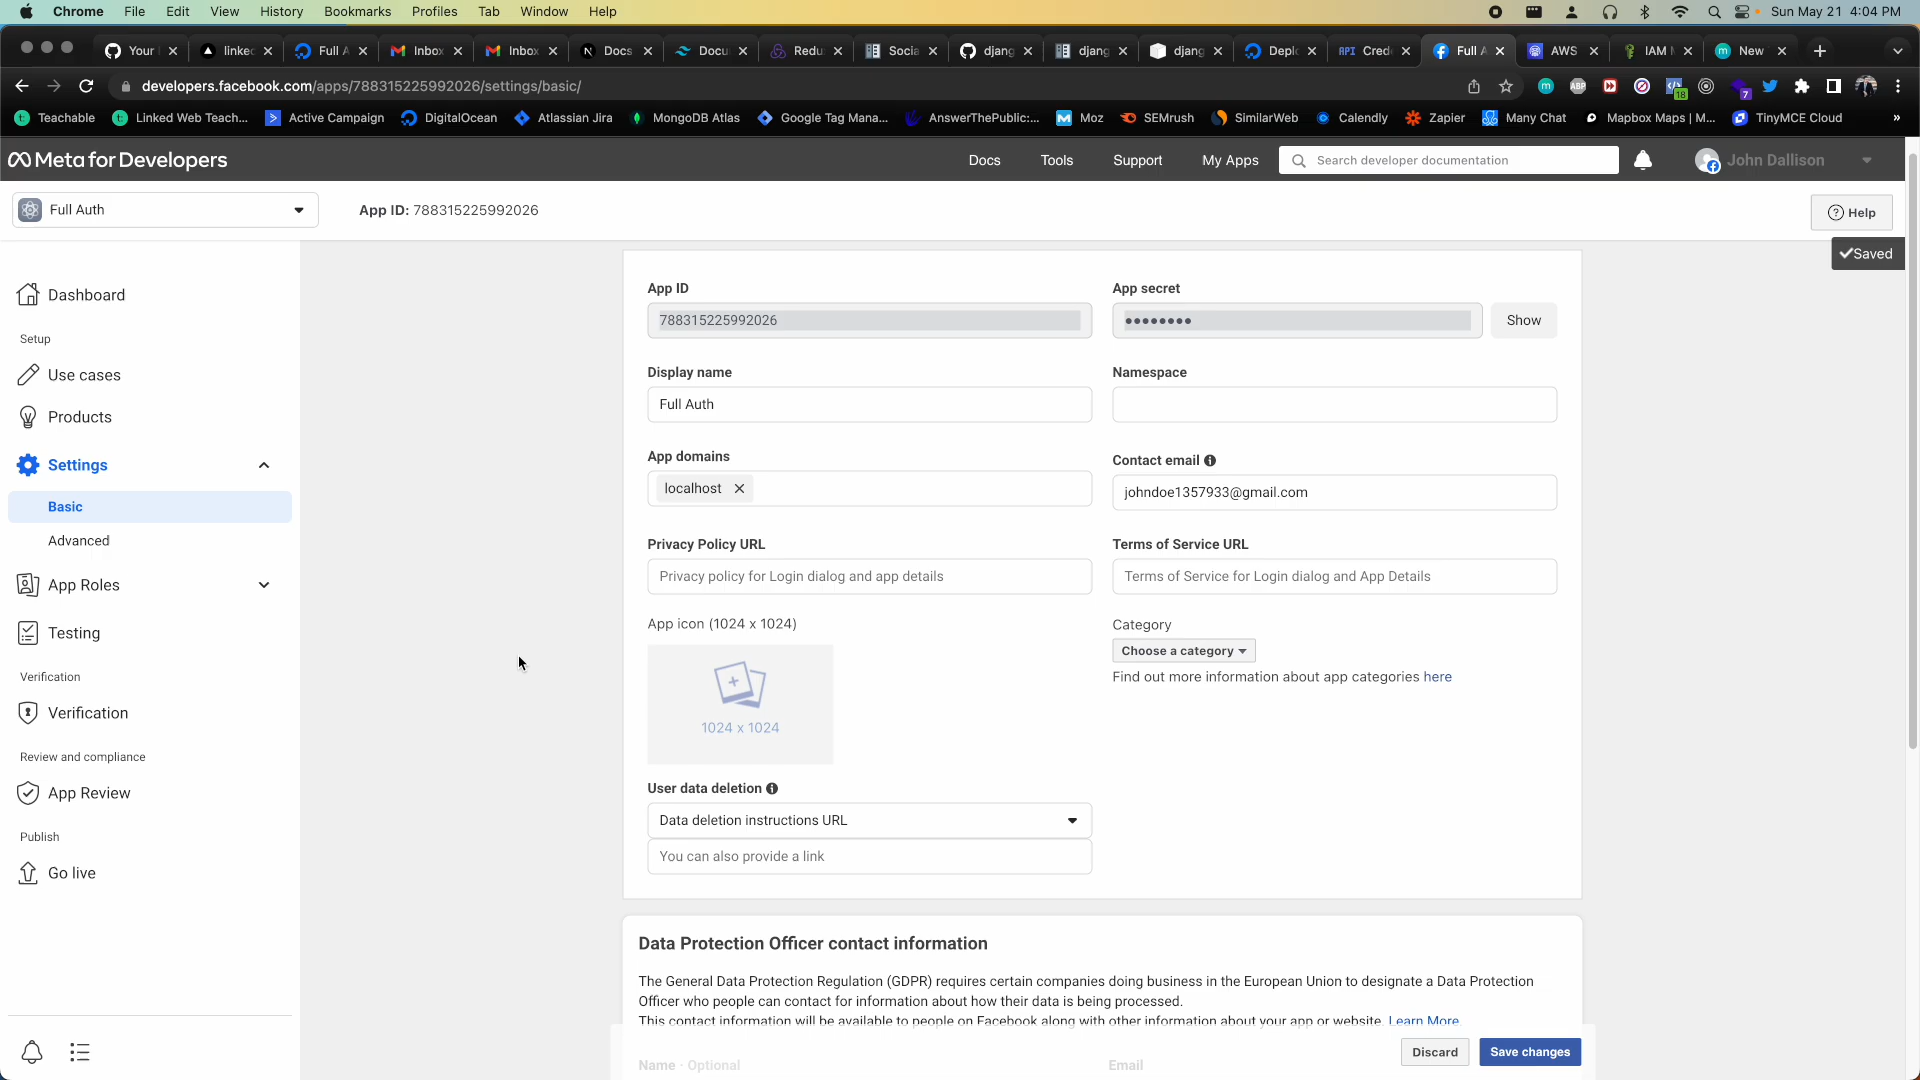 Chrome File Edit View History Bookmarks Profiles Tab Window Help Sun May 21 4:04 PM
Your linkec Full A Inbox Inbox Docs Docu Redu Socia djang djang djang Deplo API Cred Full A AWS IAM New
developers.facebook.com/apps/788315225992026/settings/basic/ ABP 18 7
Teachable Linked Web Teach... Active Campaign DigitalOcean Atlassian Jira MongoDB Atlas Google Tag Mana... AnswerThePublic:... Moz SEMrush SimilarWeb Calendly Zapier Many Chat Mapbox Maps | M... TinyMCE Cloud »
Meta for Developers Docs Tools Support My Apps Search developer documentation John Dallison
Full Auth App ID: 788315225992026 Help
Saved
Dashboard
Setup
Use cases
Products
Settings
Basic
Advanced
App Roles
Testing
Verification
Verification
Review and compliance
App Review
Publish
Go live
App ID App secret
788315225992026 •••••••• Show
Display name Namespace
Full Auth
App domains Contact email
localhost johndoe1357933@gmail.com
Privacy Policy URL Terms of Service URL
Privacy policy for Login dialog and app details Terms of Service for Login dialog and App Details
App icon (1024 x 1024) Category
Choose a category
Find out more information about app categories here
1024 x 1024
User data deletion
Data deletion instructions URL
You can also provide a link
Data Protection Officer contact information
The General Data Protection Regulation (GDPR) requires certain companies doing business in the European Union to designate a Data Protection
Officer who people can contact for information about how their data is being processed.
This contact information will be available to people on Facebook along with other information about your app or website. Learn More.
Discard Save changes
Name · Optional Email